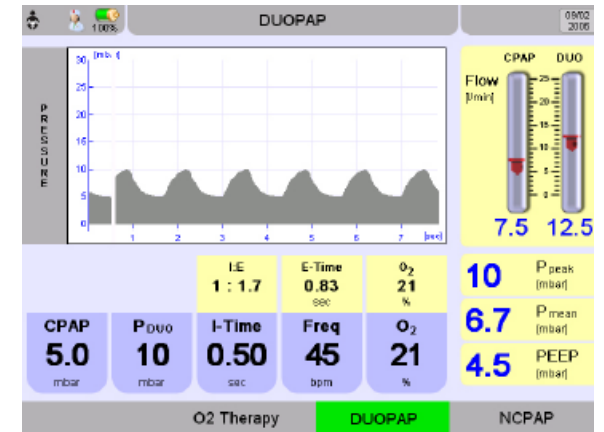 100%
DUOPAP
09/02
2006
PRESSURE
30
25
20
15
10
5
0
1 2 3 4 5 6 7 [sec]
CPAP DUO
Flow
[l/min]
25
20
15
10
5
0
7.5 12.5
I:E
1 : 1.7
E-Time
0.83
sec
O2
21
%
CPAP
5.0
mbar
PDUO
10
mbar
I-Time
0.50
sec
Freq
45
bpm
O2
21
%
10 Ppeak
[mbar]
6.7 Pmean
[mbar]
4.5 PEEP
[mbar]
O2 Therapy DUOPAP NCPAP